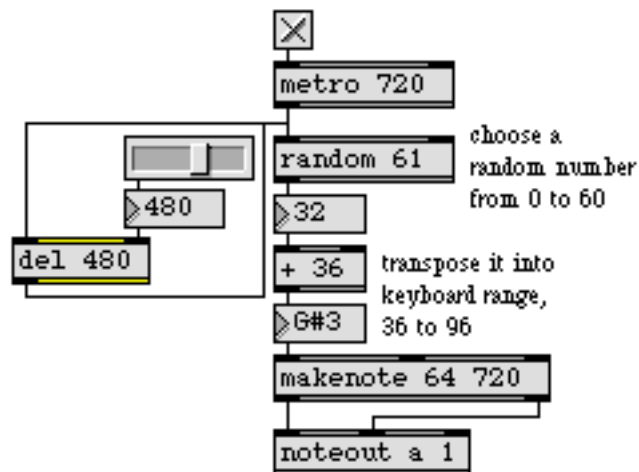 metro 720
random 61
choose a
random number
from 0 to 60
480
32
del 480
+ 36
transpose it into
keyboard range,
36 to 96
G#3
makenote 64 720
noteout a 1